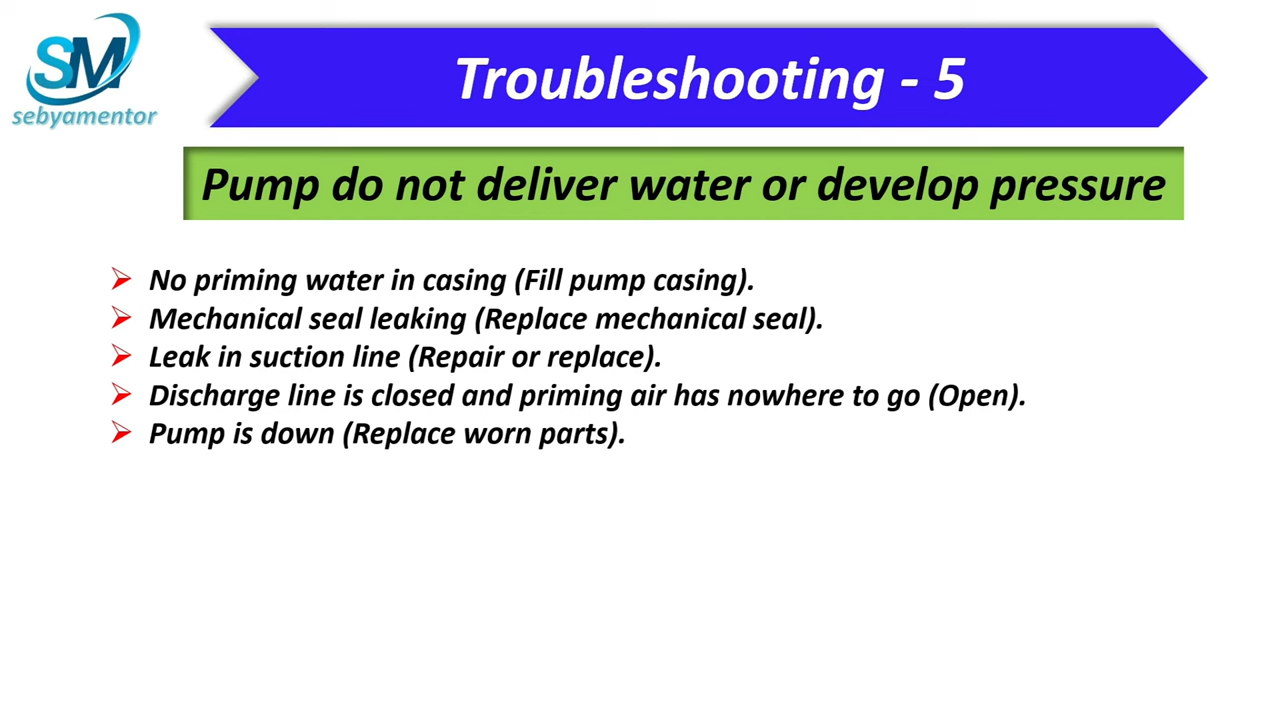 SM
sebyamentor
Troubleshooting - 5
Pump do not deliver water or develop pressure
No priming water in casing (Fill pump casing).
Mechanical seal leaking (Replace mechanical seal).
Leak in suction line (Repair or replace).
Discharge line is closed and priming air has nowhere to go (Open).
Pump is down (Replace worn parts).